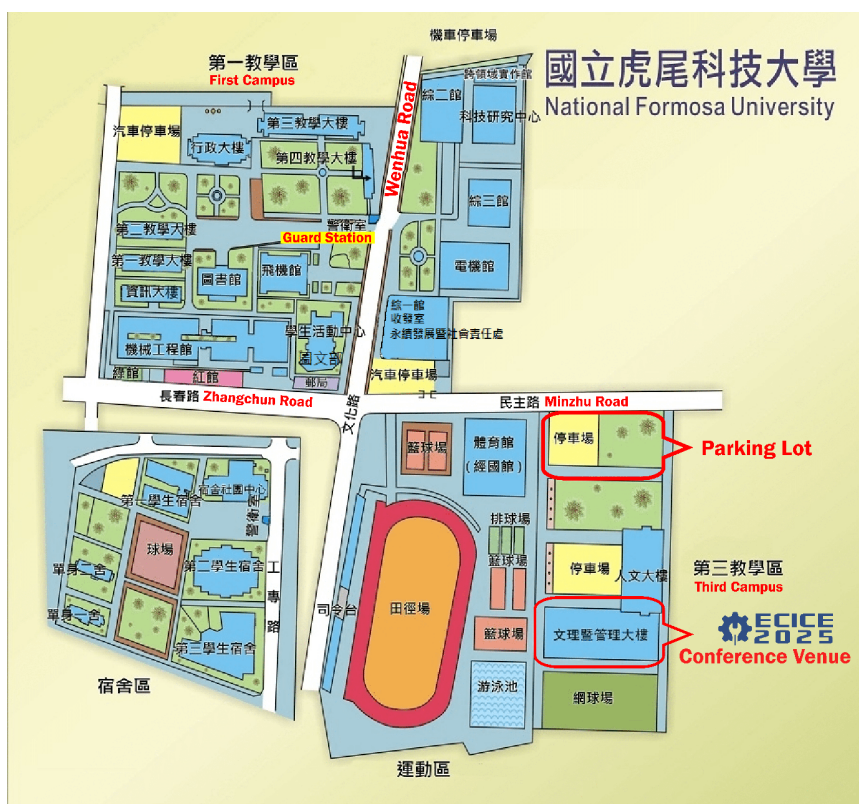 機車停車場
第一教學區
First Campus
國立虎尾科技大學
National Formosa University
跨領域實作館
綜二館
科技研究中心
Wenhua Road
汽車停車場
第三教學大樓
行政大樓
第四教學大樓
綜三館
第二教學大樓
警衛室
Guard Station
第一教學大樓
圖書館
飛機館
電機館
資訊大樓
綜一館
收發室
永續發展暨社會責任處
學生活動中心
機械工程館
圖文部
綠館
紅館
郵局
汽車停車場
長春路 Zhangchun Road
文化路
民主路 Minzhu Road
籃球場
體育館
(經國館)
停車場
Parking Lot
第一學生宿舍
宿舍社團中心
警衛室
排球場
球場
籃球場
停車場
人文大樓
第三教學區
Third Campus
單身二舍
第二學生宿舍
工專路
單身一舍
司令台
田徑場
籃球場
文理暨管理大樓
ECICE
2025
Conference Venue
第三學生宿舍
宿舍區
游泳池
網球場
運動區